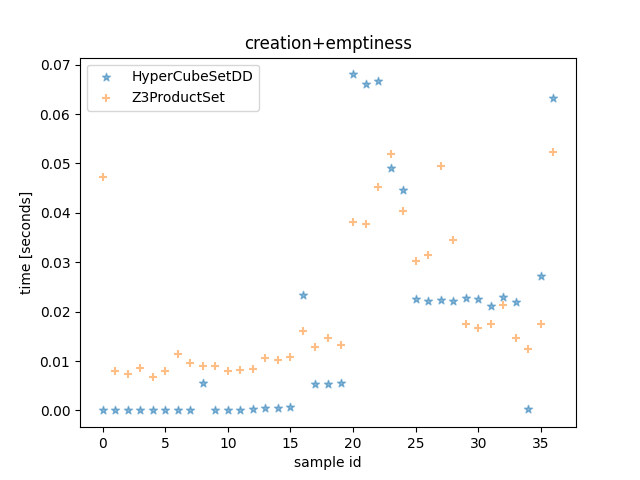 creation+emptiness
HyperCubeSetDD
Z3ProductSet
time [seconds]
0.07
0.06
0.05
0.04
0.03
0.02
0.01
0.00
0 5 10 15 20 25 30 35
sample id